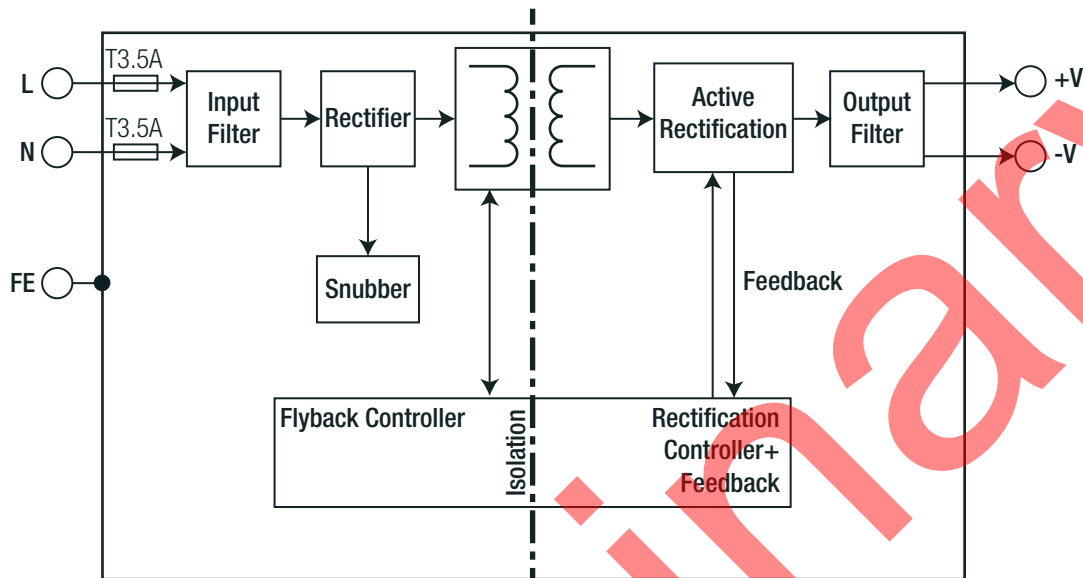 T3.5A
L
Input
Filter
Rectifier
Active
Rectification
Output
Filter
+V
T3.5A
N
-V
FE
Snubber
Feedback
Flyback Controller
Isolation
Rectification
Controller+
Feedback
inary